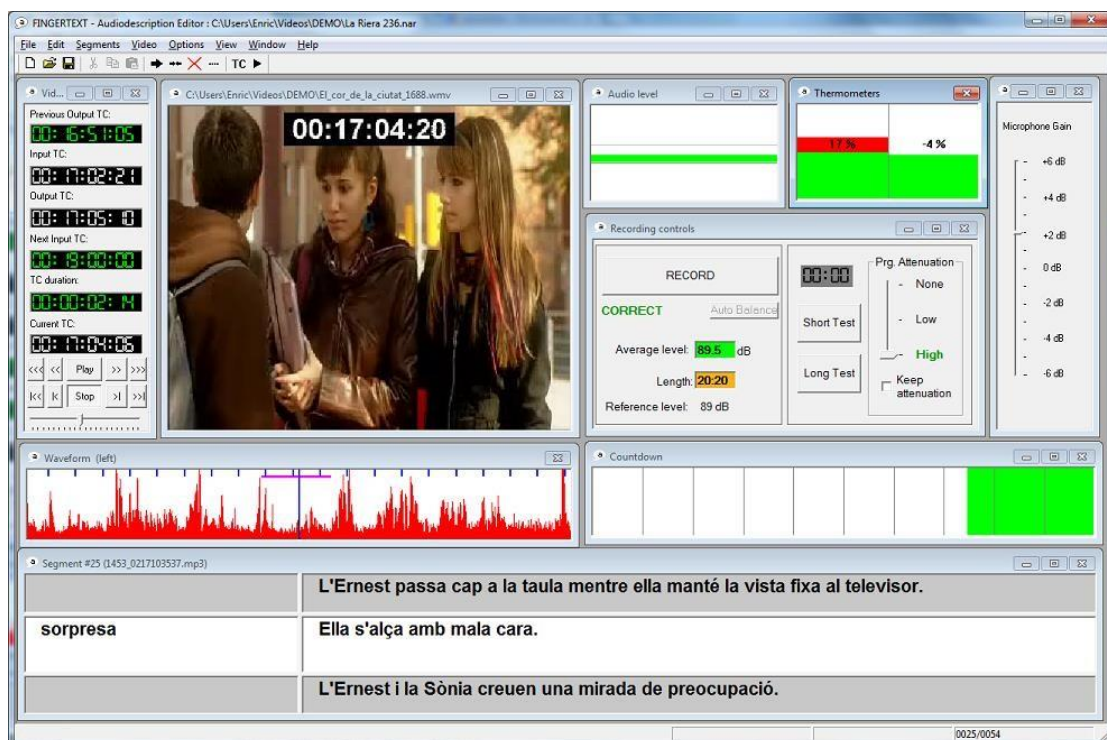 FINGERTEXT - Audiodescription Editor : C:\Users\Enric\Videos\DEMO\La Riera 236.nar
File Edit Segments Video Options View Window Help
TC
Vid...
Previous Output TC:
00:16:51:05
Input TC:
00:17:02:21
Output TC:
00:17:05:10
Next Input TC:
00:19:00:00
TC duration:
00:00:02:14
Current TC:
00:17:04:06
<<< << Play >> >>>
|<< |< Stop >| >>|
C:\Users\Enric\Videos\DEMO\El_cor_de_la_ciutat_1688.wmv
00:17:04:20
Audio level
Thermometers
17 % -4 %
Microphone Gain
+6 dB
+4 dB
+2 dB
0 dB
-2 dB
-4 dB
-6 dB
Recording controls
RECORD
CORRECT Auto Balance
Average level: 89.5 dB
Length: 20:20
Reference level: 89 dB
00:00
Short Test
Long Test
Prg. Attenuation
None
Low
High
Keep
attenuation
Waveform (left)
Countdown
Segment #25 (1453_0217103537.mp3)
L'Ernest passa cap a la taula mentre ella manté la vista fixa al televisor.
sorpresa Ella s'alça amb mala cara.
L'Ernest i la Sònia creuen una mirada de preocupació.
0025/0054